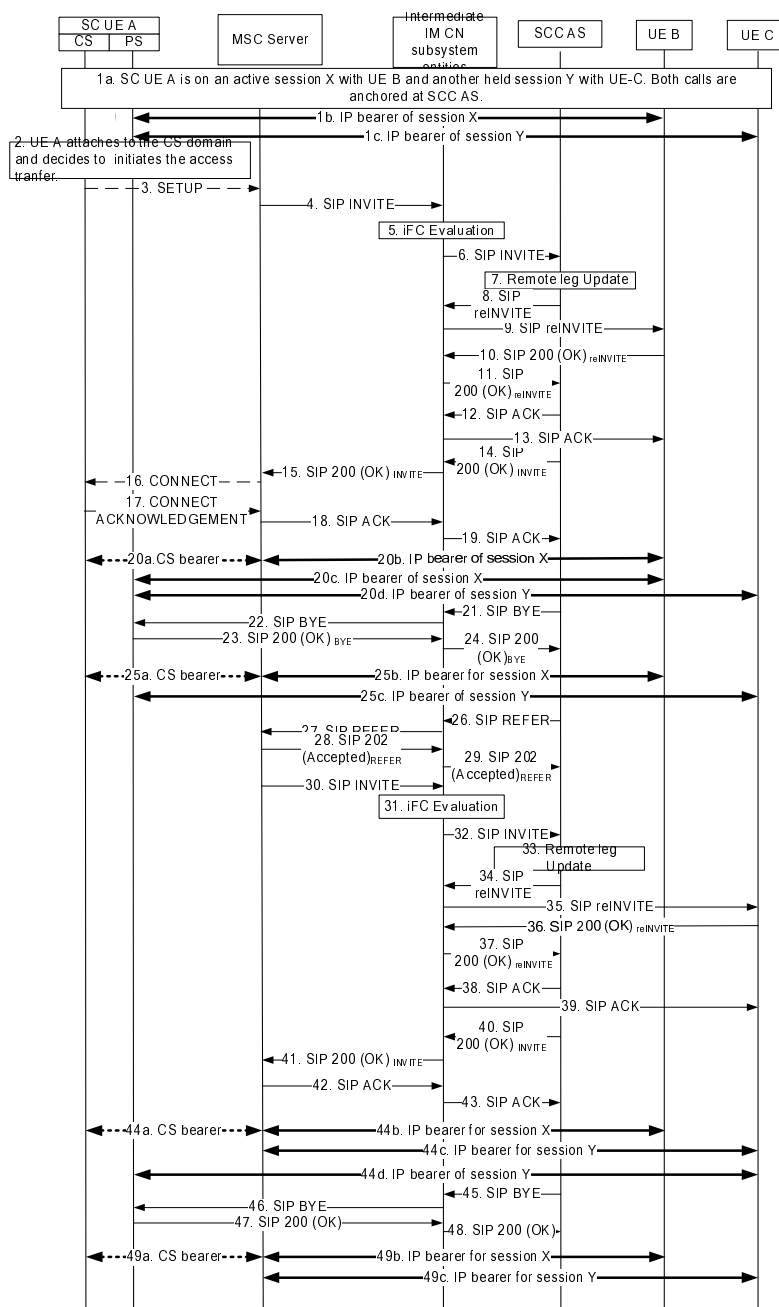 SC UE A
CS
PS
MSC Server
Intermediate
IM CN
subsystem
entities
SCC AS
UE B
UE C
1a. SC UE A is on an active session X with UE B and another held session Y with UE-C. Both calls are
anchored at SCC AS.
1b. IP bearer of session X
1c. IP bearer of session Y
2. UE A attaches to the CS domain
and decides to initiates the access
tranfer.
3. SETUP
4. SIP INVITE
5. iFC Evaluation
6. SIP INVITE
7. Remote leg Update
8. SIP
reINVITE
9. SIP reINVITE
10. SIP 200 (OK) reINVITE
11. SIP
200 (OK) reINVITE
12. SIP ACK
13. SIP ACK
14. SIP
200 (OK) INVITE
15. SIP 200 (OK) INVITE
16. CONNECT
17. CONNECT
ACKNOWLEDGEMENT
18. SIP ACK
19. SIP ACK
20a. CS bearer
20b. IP bearer of session X
20c. IP bearer of session X
20d. IP bearer of session Y
21. SIP BYE
22. SIP BYE
23. SIP 200 (OK) BYE
24. SIP 200
(OK) BYE
25a. CS bearer
25b. IP bearer for session X
25c. IP bearer of session Y
26. SIP REFER
27. SIP REFER
28. SIP 202
(Accepted) REFER
29. SIP 202
(Accepted) REFER
30. SIP INVITE
31. iFC Evaluation
32. SIP INVITE
33. Remote leg
Update
34. SIP
reINVITE
35. SIP reINVITE
36. SIP 200 (OK) reINVITE
37. SIP
200 (OK) reINVITE
38. SIP ACK
39. SIP ACK
40. SIP
200 (OK) INVITE
41. SIP 200 (OK) INVITE
42. SIP ACK
43. SIP ACK
44a. CS bearer
44b. IP bearer for session X
44c. IP bearer for session Y
44d. IP bearer of session Y
45. SIP BYE
46. SIP BYE
47. SIP 200 (OK)
48. SIP 200 (OK)
49a. CS bearer
49b. IP bearer for session X
49c. IP bearer for session Y